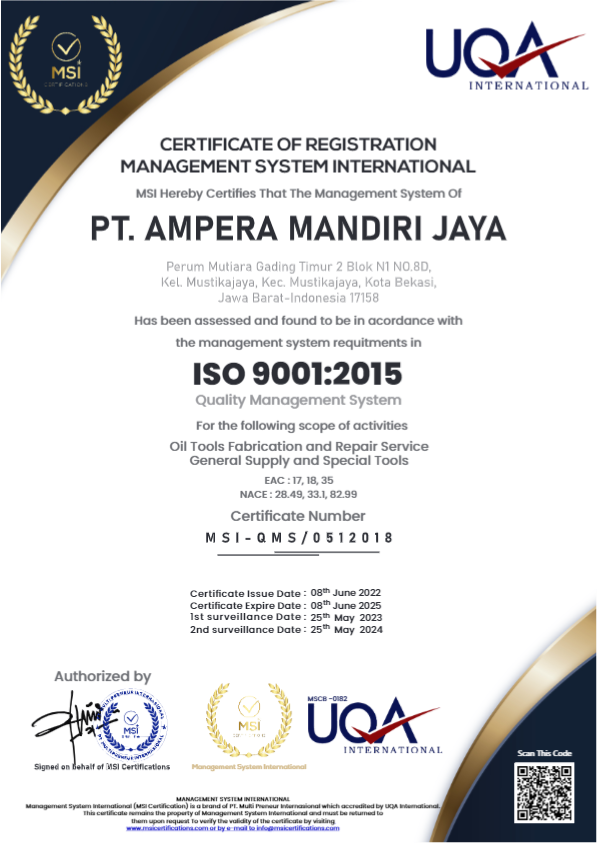 MSI
CERTIFICATIONS
UQA
INTERNATIONAL
CERTIFICATE OF REGISTRATION
MANAGEMENT SYSTEM INTERNATIONAL
MSI Hereby Certifies That The Management System Of
PT. AMPERA MANDIRI JAYA
Perum Mutiara Gading Timur 2 Blok N1 NO.8D,
Kel. Mustikajaya, Kec. Mustikajaya, Kota Bekasi,
Jawa Barat-Indonesia 17158
Has been assessed and found to be in acordance with
the management system requitments in
ISO 9001:2015
Quality Management System
For the following scope of activities
Oil Tools Fabrication and Repair Service
General Supply and Special Tools
EAC : 17, 18, 35
NACE : 28.49, 33.1, 82.99
Certificate Number
MSI-QMS/0512018
Certificate Issue Date : 08th June 2022
Certificate Expire Date : 08th June 2025
1st surveillance Date : 25th May 2023
2nd surveillance Date : 25th May 2024
Authorized by
MULTI PRENEUR INTERNASIONAL
MSI
Signed on Behalf of MSI Certifications
MSI
Management System International
MSCB -0182
UQA
INTERNATIONAL
Scan This Code
MANAGEMENT SYSTEM INTERNATIONAL
Management System International (MSI Certification) is a brand of PT. Multi Preneur Internasional which accredited by UQA International.
This certificate remains the property of Management System International and must be returned to
them upon request to verify the validity of the certificate by visiting
www.msicertifications.com or by e-mail to info@msicertifications.com